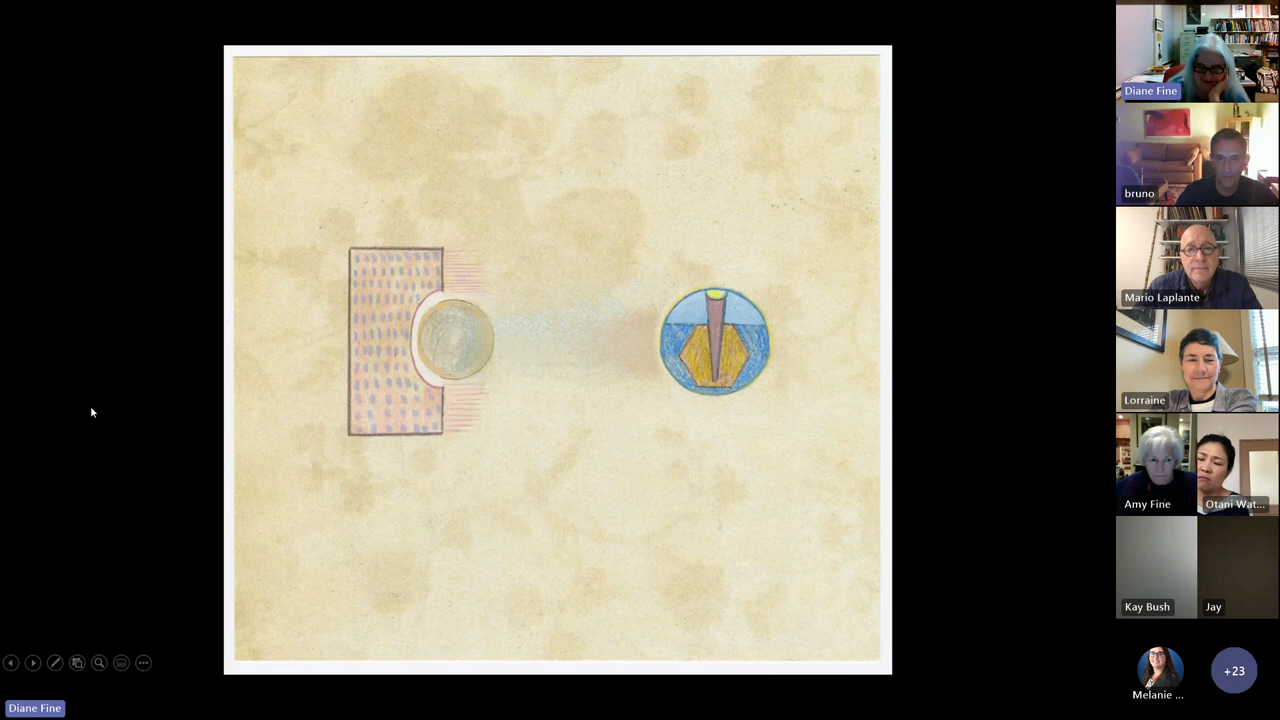 Diane Fine
bruno
Mario Laplante
Lorraine
Amy Fine
Otani Wat...
Kay Bush
Jay
Melanie ...
+23
Diane Fine